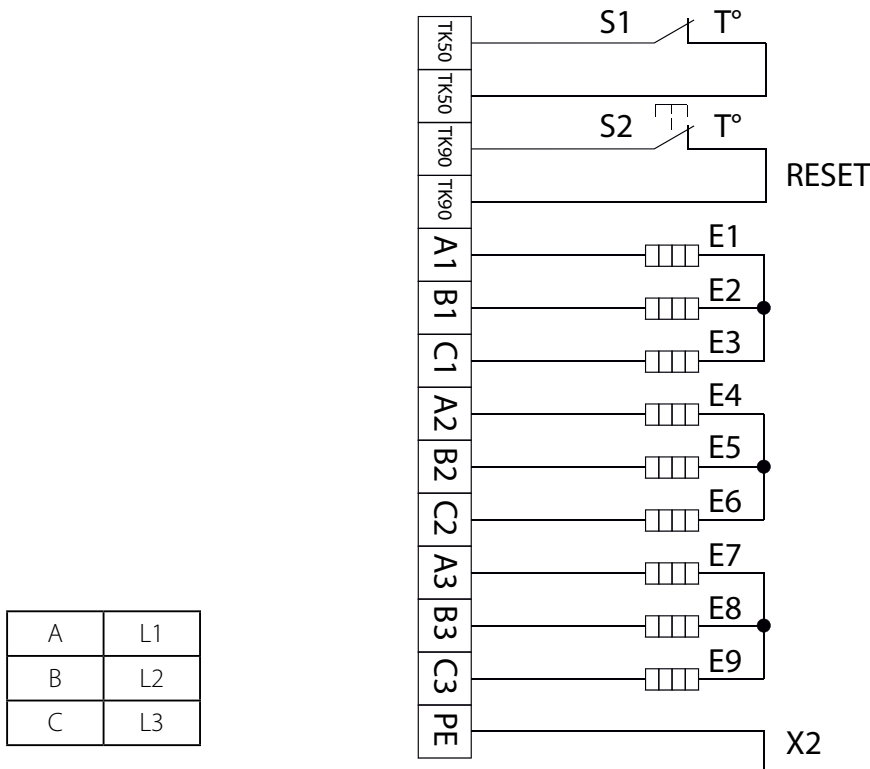 TK50
S1 T°
TK50
TK90
S2 T°
TK90
RESET
A1
E1
B1
E2
C1
E3
A2
E4
B2
E5
C2
E6
A3
E7
B3
E8
C3
E9
PE
X2
A L1
B L2
C L3